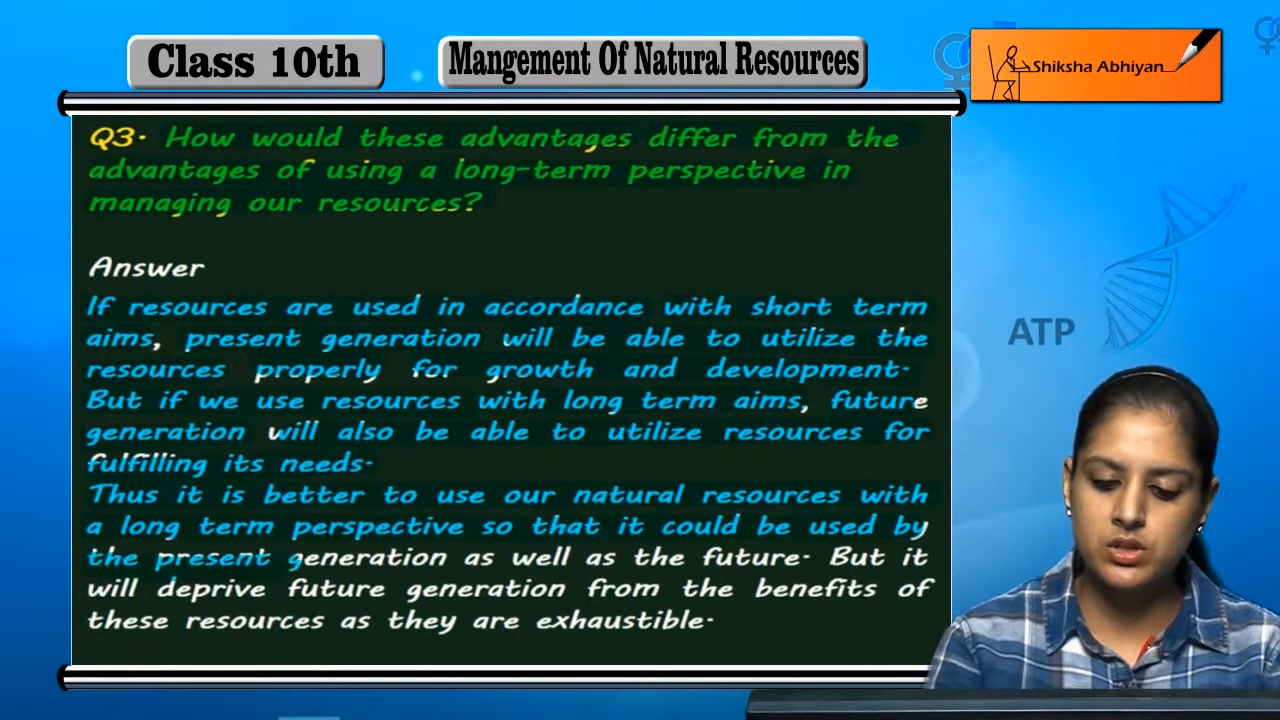 Class 10th
Mangement Of Natural Resources
Shiksha Abhiyan
Q3. How would these advantages differ from the
advantages of using a long-term perspective in
managing our resources?
Answer
If resources are used in accordance with short term
aims, present generation will be able to utilize the
resources properly for growth and development.
But if we use resources with long term aims, future
generation will also be able to utilize resources for
fulfilling its needs.
Thus it is better to use our natural resources with
a long term perspective so that it could be used by
the present generation as well as the future. But it
will deprive future generation from the benefits of
these resources as they are exhaustible.
ATP